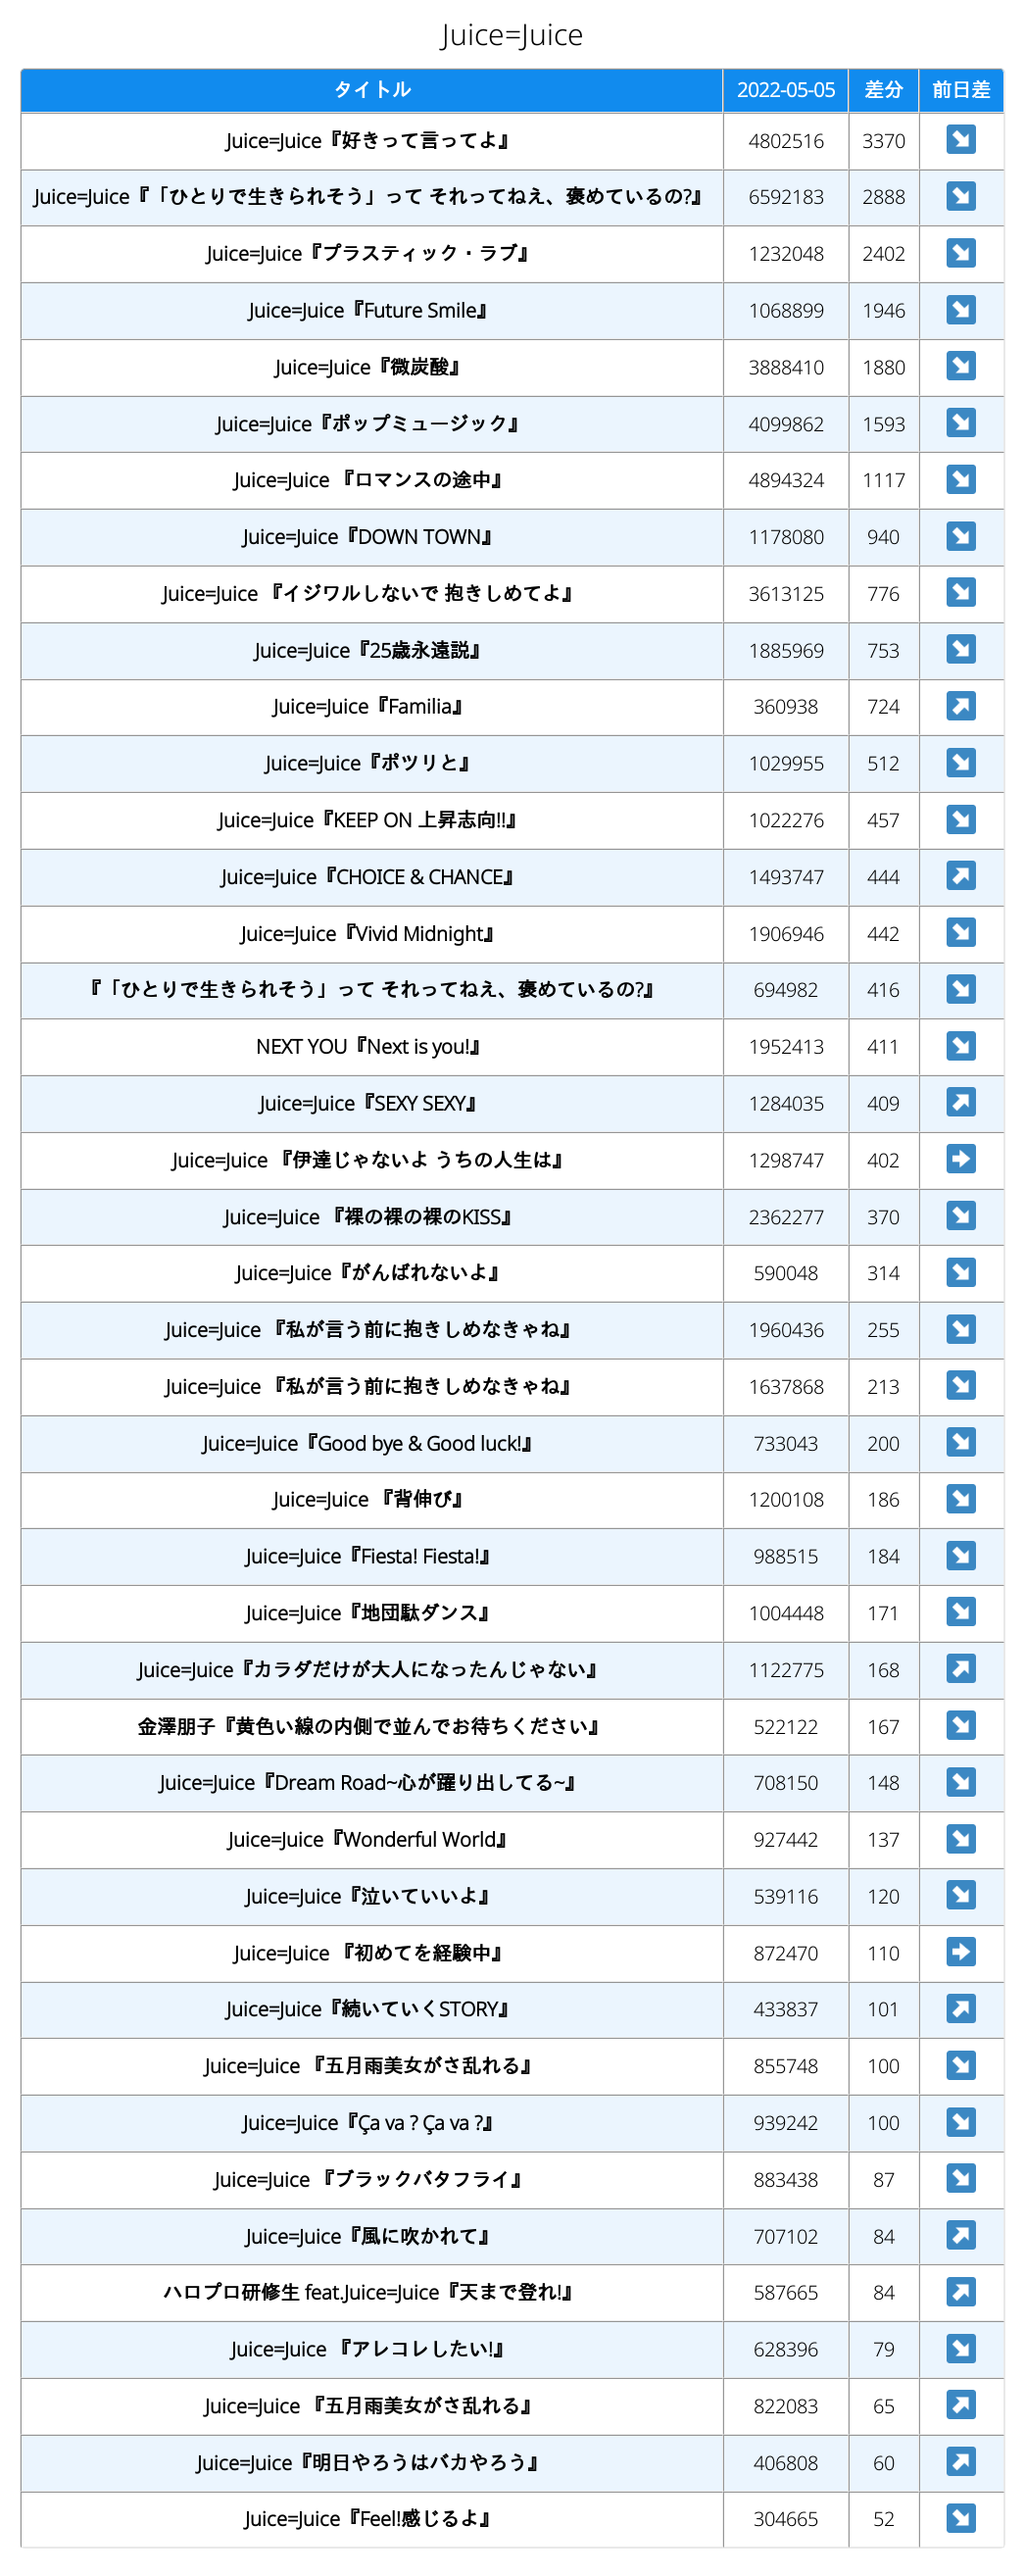 Juice=Juice
タイトル 2022-05-05 差分 前日差
Juice=Juice『好きって言ってよ』 4802516 3370 ↘
Juice=Juice『「ひとりで生きられそう」って それってねえ、褒めているの?』 6592183 2888 ↘
Juice=Juice『プラスティック・ラブ』 1232048 2402 ↘
Juice=Juice『Future Smile』 1068899 1946 ↘
Juice=Juice『微炭酸』 3888410 1880 ↘
Juice=Juice『ポップミュージック』 4099862 1593 ↘
Juice=Juice 『ロマンスの途中』 4894324 1117 ↘
Juice=Juice『DOWN TOWN』 1178080 940 ↘
Juice=Juice 『イジワルしないで 抱きしめてよ』 3613125 776 ↘
Juice=Juice『25歳永遠説』 1885969 753 ↘
Juice=Juice『Familia』 360938 724 ↗
Juice=Juice『ポツリと』 1029955 512 ↘
Juice=Juice『KEEP ON 上昇志向!!』 1022276 457 ↘
Juice=Juice『CHOICE & CHANCE』 1493747 444 ↗
Juice=Juice『Vivid Midnight』 1906946 442 ↘
『「ひとりで生きられそう」って それってねえ、褒めているの?』 694982 416 ↘
NEXT YOU『Next is you!』 1952413 411 ↘
Juice=Juice『SEXY SEXY』 1284035 409 ↗
Juice=Juice 『伊達じゃないよ うちの人生は』 1298747 402 ➡
Juice=Juice 『裸の裸の裸のKISS』 2362277 370 ↘
Juice=Juice『がんばれないよ』 590048 314 ↘
Juice=Juice 『私が言う前に抱きしめなきゃね』 1960436 255 ↘
Juice=Juice 『私が言う前に抱きしめなきゃね』 1637868 213 ↘
Juice=Juice『Good bye & Good luck!』 733043 200 ↘
Juice=Juice 『背伸び』 1200108 186 ↘
Juice=Juice『Fiesta! Fiesta!』 988515 184 ↘
Juice=Juice『地団駄ダンス』 1004448 171 ↘
Juice=Juice『カラダだけが大人になったんじゃない』 1122775 168 ↗
金澤朋子『黄色い線の内側で並んでお待ちください』 522122 167 ↘
Juice=Juice『Dream Road~心が躍り出してる~』 708150 148 ↘
Juice=Juice『Wonderful World』 927442 137 ↘
Juice=Juice『泣いていいよ』 539116 120 ↘
Juice=Juice 『初めてを経験中』 872470 110 ➡
Juice=Juice『続いていくSTORY』 433837 101 ↗
Juice=Juice 『五月雨美女がさ乱れる』 855748 100 ↘
Juice=Juice『Ça va ? Ça va ?』 939242 100 ↘
Juice=Juice 『ブラックバタフライ』 883438 87 ↘
Juice=Juice『風に吹かれて』 707102 84 ↗
ハロプロ研修生 feat.Juice=Juice『天まで登れ!』 587665 84 ↗
Juice=Juice 『アレコレしたい!』 628396 79 ↘
Juice=Juice 『五月雨美女がさ乱れる』 822083 65 ↗
Juice=Juice『明日やろうはバカやろう』 406808 60 ↗
Juice=Juice『Feel!感じるよ』 304665 52 ↘